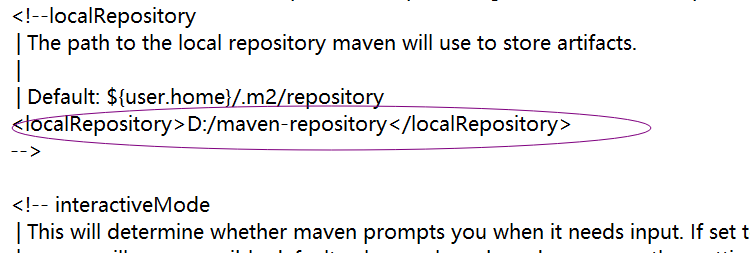 <!--localRepository
| The path to the local repository maven will use to store artifacts.
|
| Default: ${user.home}/.m2/repository
<localRepository>D:/maven-repository</localRepository>
-->
<!-- interactiveMode
| This will determine whether maven prompts you when it needs input. If set t